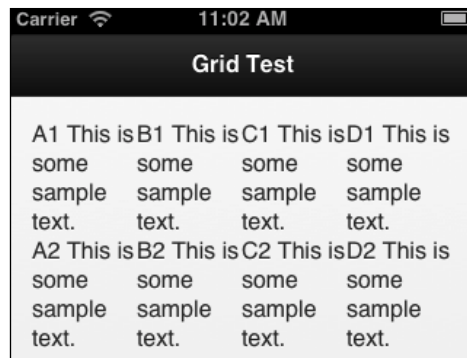 Carrier 11:02 AM
Grid Test
A1 This is B1 This is C1 This is D1 This is
some some some some
sample sample sample sample
text. text. text. text.
A2 This is B2 This is C2 This is D2 This is
some some some some
sample sample sample sample
text. text. text. text.